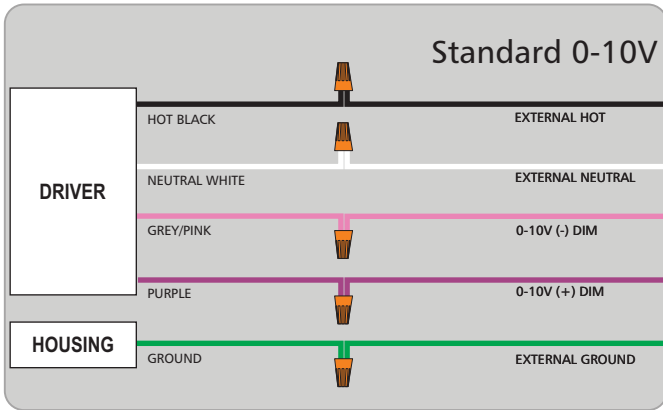 Standard 0-10V
HOT BLACK
EXTERNAL HOT
DRIVER
NEUTRAL WHITE
EXTERNAL NEUTRAL
GREY/PINK
0-10V (-) DIM
PURPLE
0-10V (+) DIM
HOUSING
GROUND
EXTERNAL GROUND